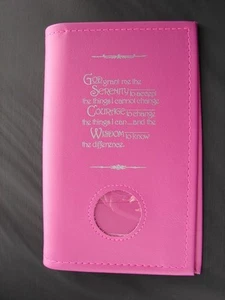 God grant me the
Serenity to accept
the things I cannot change
Courage to change
the things I can...and the
Wisdom to know
the difference.